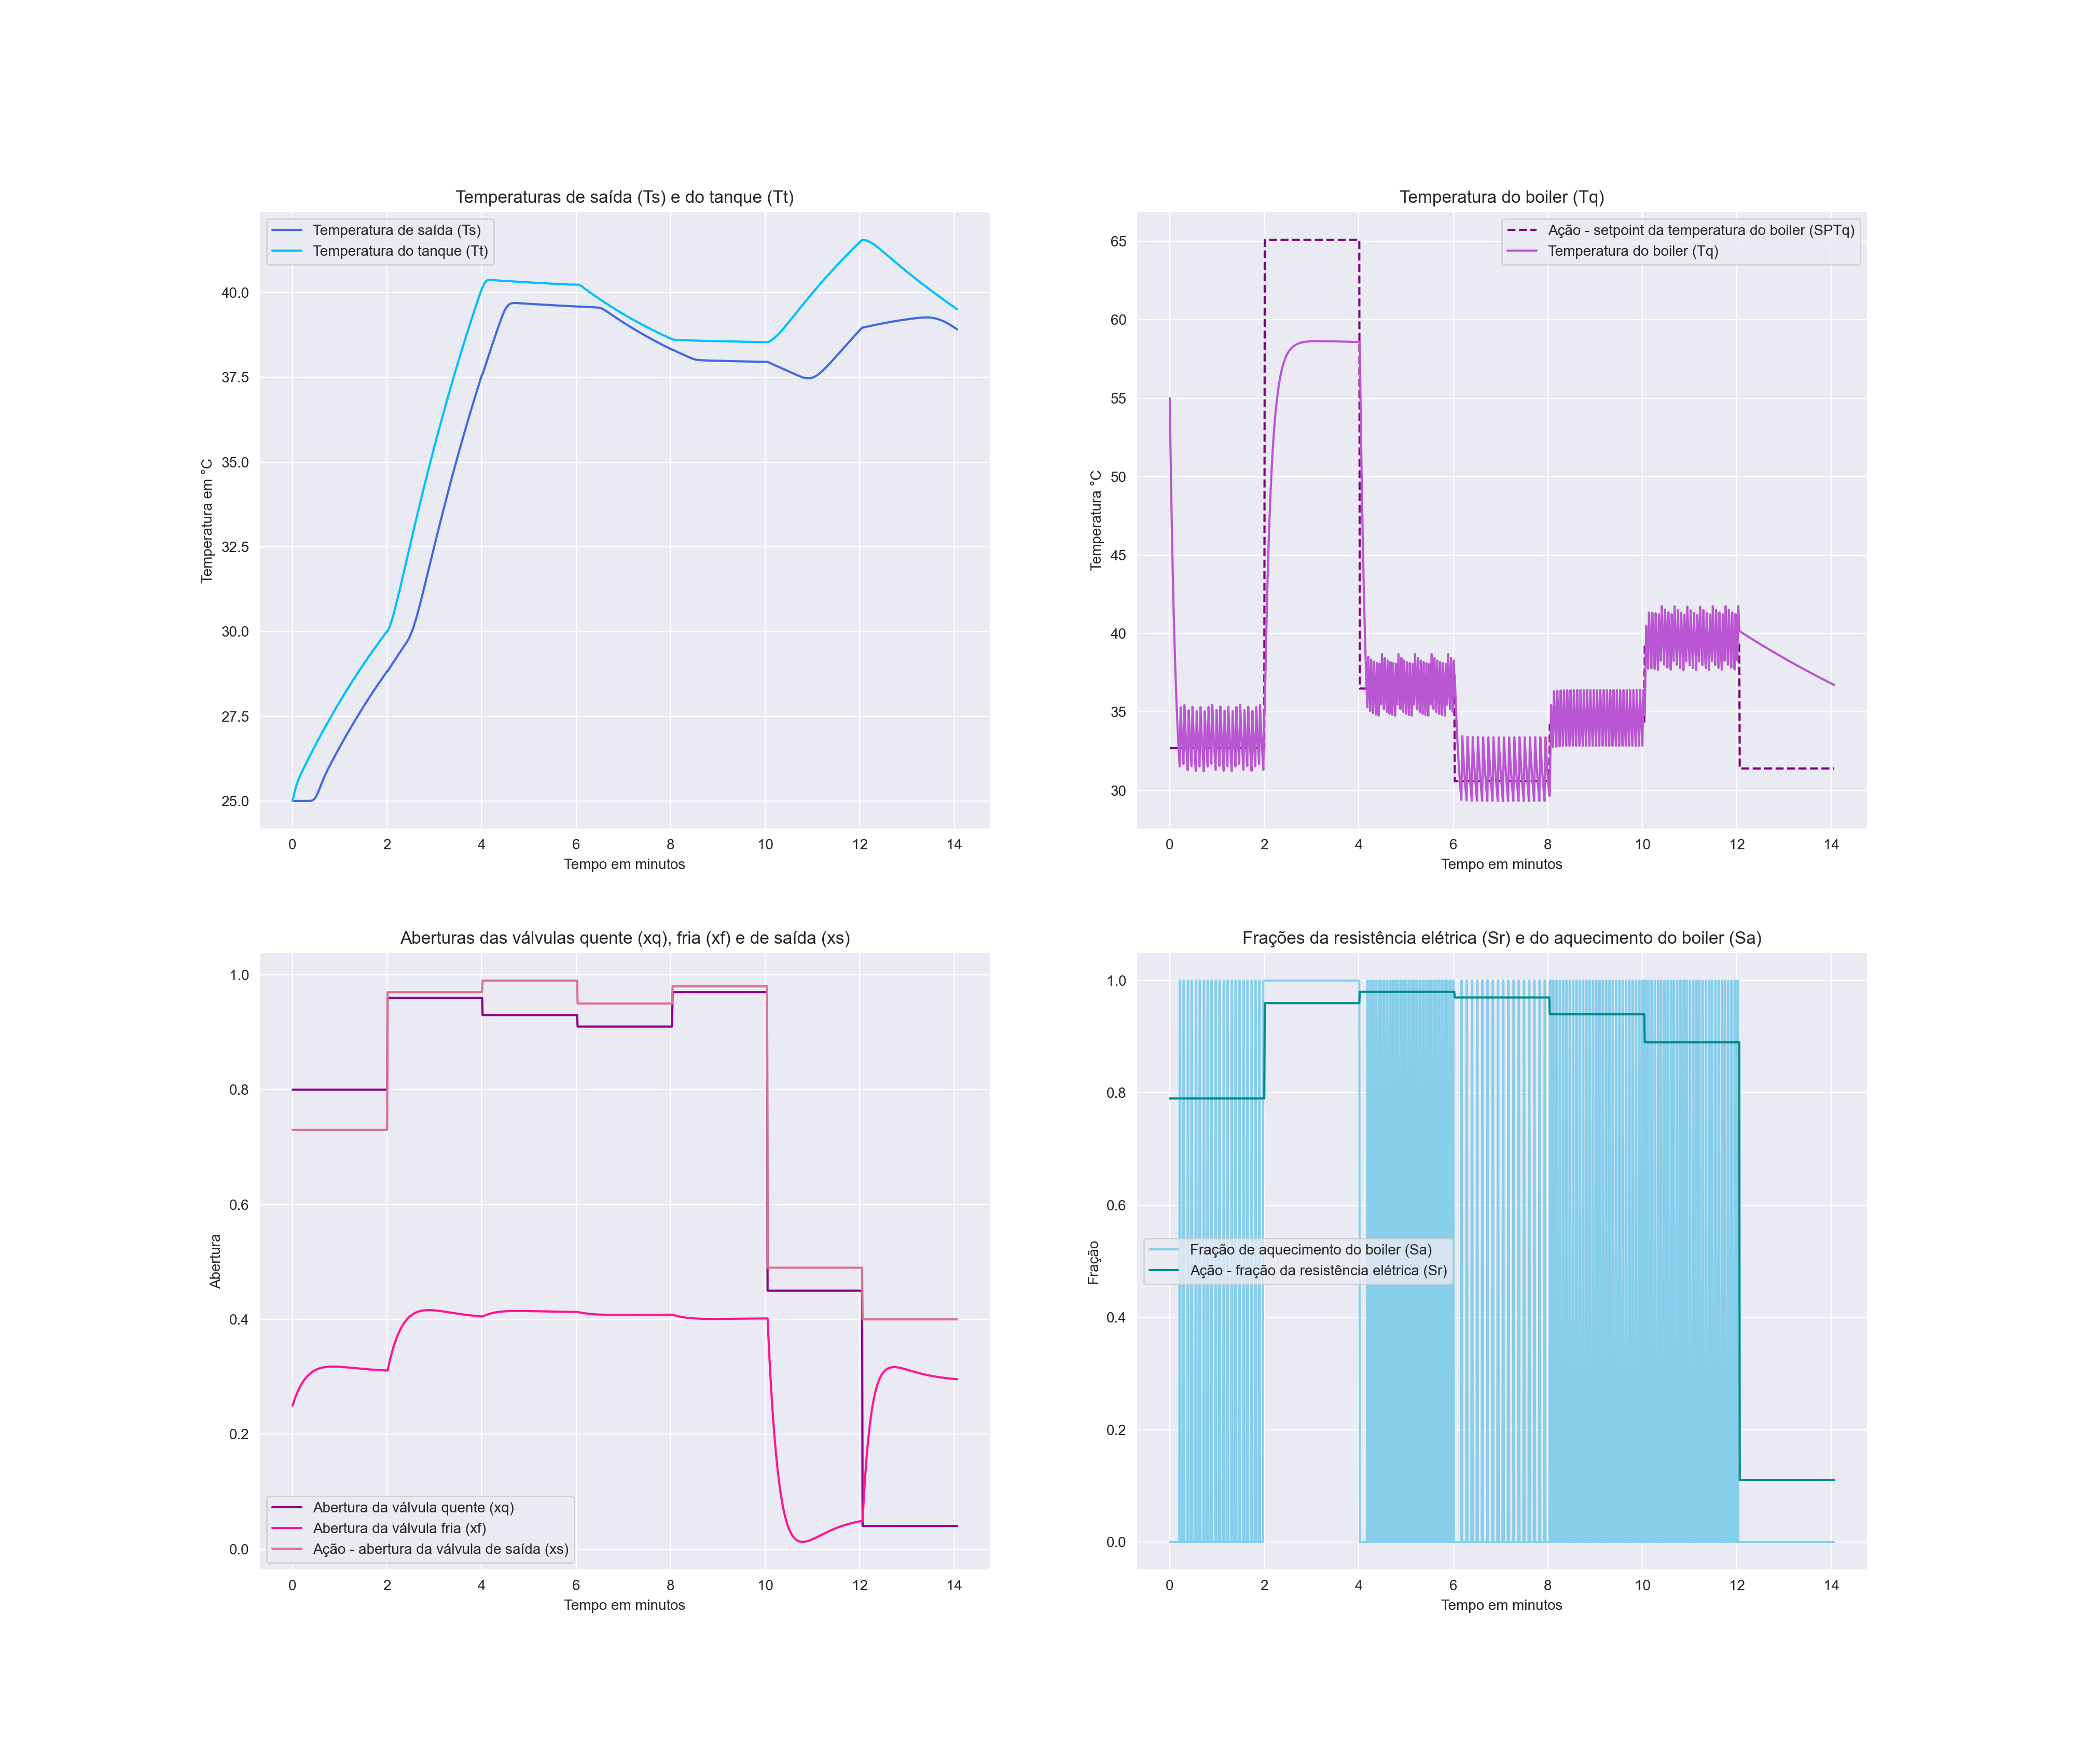 Temperaturas de saída (Ts) e do tanque (Tt)
Temperatura de saída (Ts)
Temperatura do tanque (Tt)
Temperatura em °C
40.0
37.5
35.0
32.5
30.0
27.5
25.0
0 2 4 6 8 10 12 14
Tempo em minutos
Temperatura do boiler (Tq)
Ação - setpoint da temperatura do boiler (SPTq)
Temperatura do boiler (Tq)
Temperatura °C
65
60
55
50
45
40
35
30
0 2 4 6 8 10 12 14
Tempo em minutos
Aberturas das válvulas quente (xq), fria (xf) e de saída (xs)
Abertura
1.0
0.8
0.6
0.4
0.2
0.0
Abertura da válvula quente (xq)
Abertura da válvula fria (xf)
Ação - abertura da válvula de saída (xs)
0 2 4 6 8 10 12 14
Tempo em minutos
Frações da resistência elétrica (Sr) e do aquecimento do boiler (Sa)
Fração
1.0
0.8
0.6
0.4
0.2
0.0
Fração de aquecimento do boiler (Sa)
Ação - fração da resistência elétrica (Sr)
0 2 4 6 8 10 12 14
Tempo em minutos